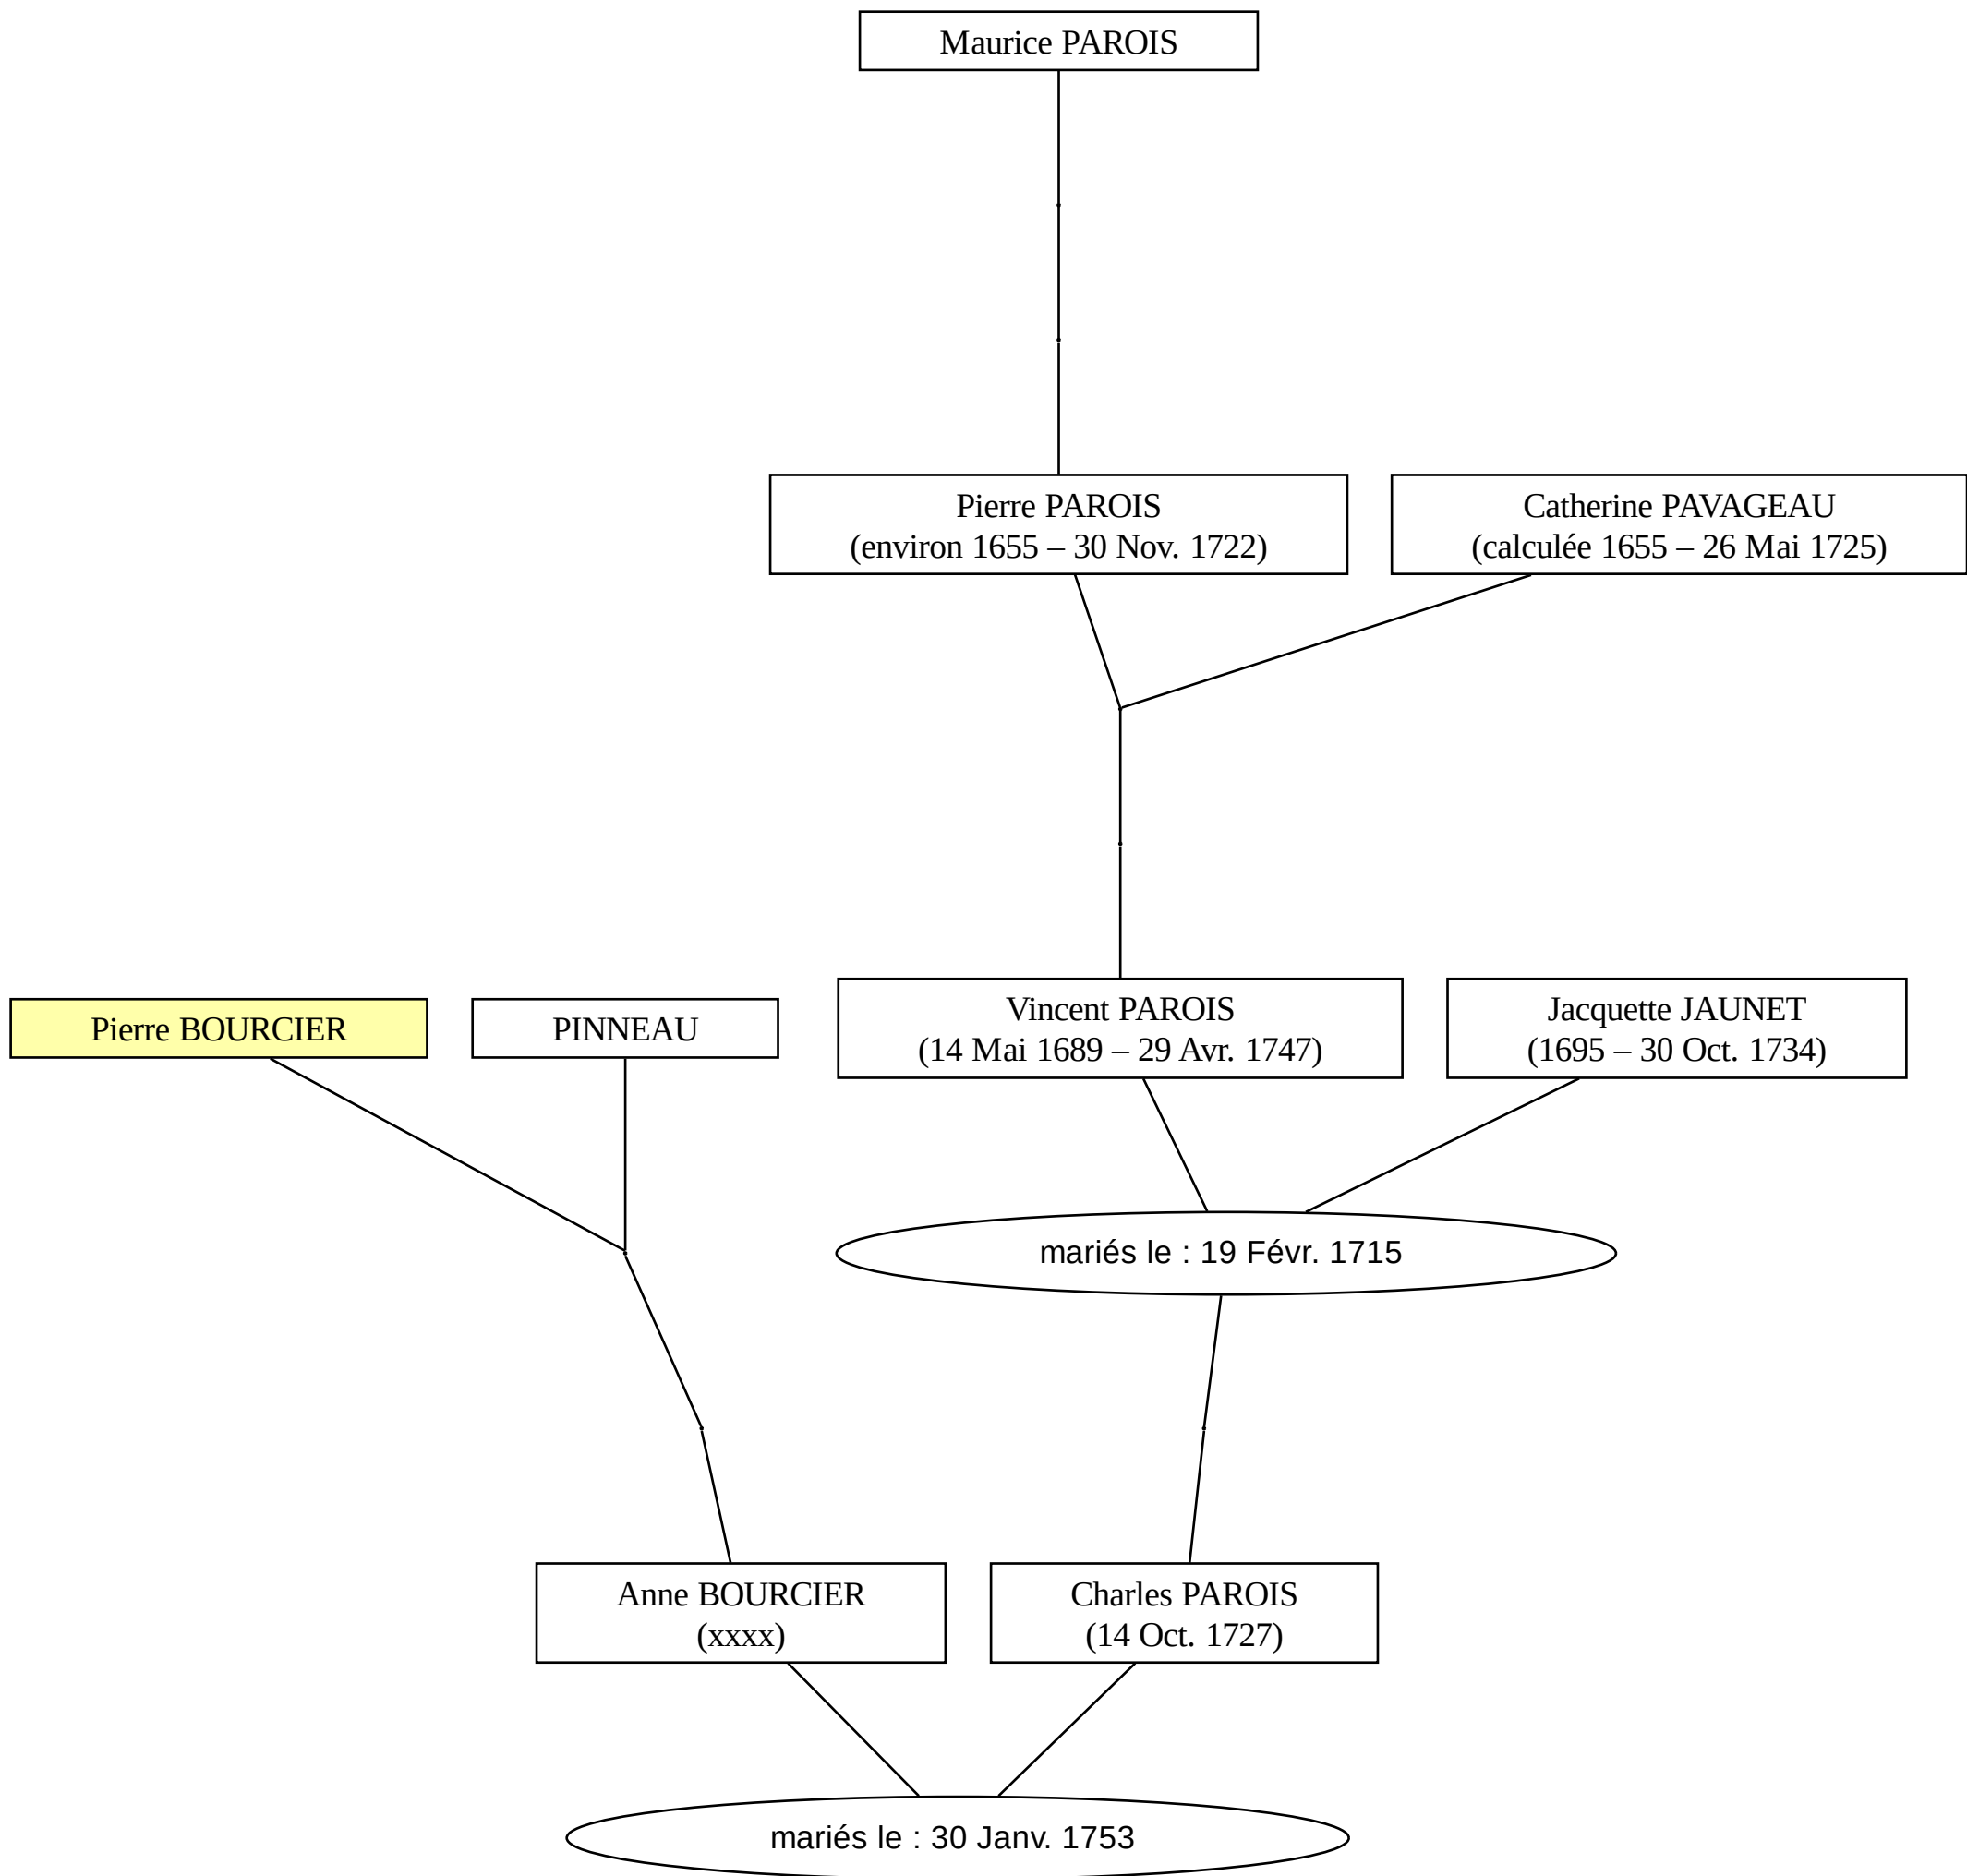 Maurice PAROIS
Pierre PAROIS
(environ 1655 – 30 Nov. 1722)
Catherine PAVAGEAU
(calculée 1655 – 26 Mai 1725)
Pierre BOURCIER
PINNEAU
Vincent PAROIS
(14 Mai 1689 – 29 Avr. 1747)
Jacquette JAUNET
(1695 – 30 Oct. 1734)
mariés le : 19 Févr. 1715
Anne BOURCIER
(xxxx)
Charles PAROIS
(14 Oct. 1727)
mariés le : 30 Janv. 1753